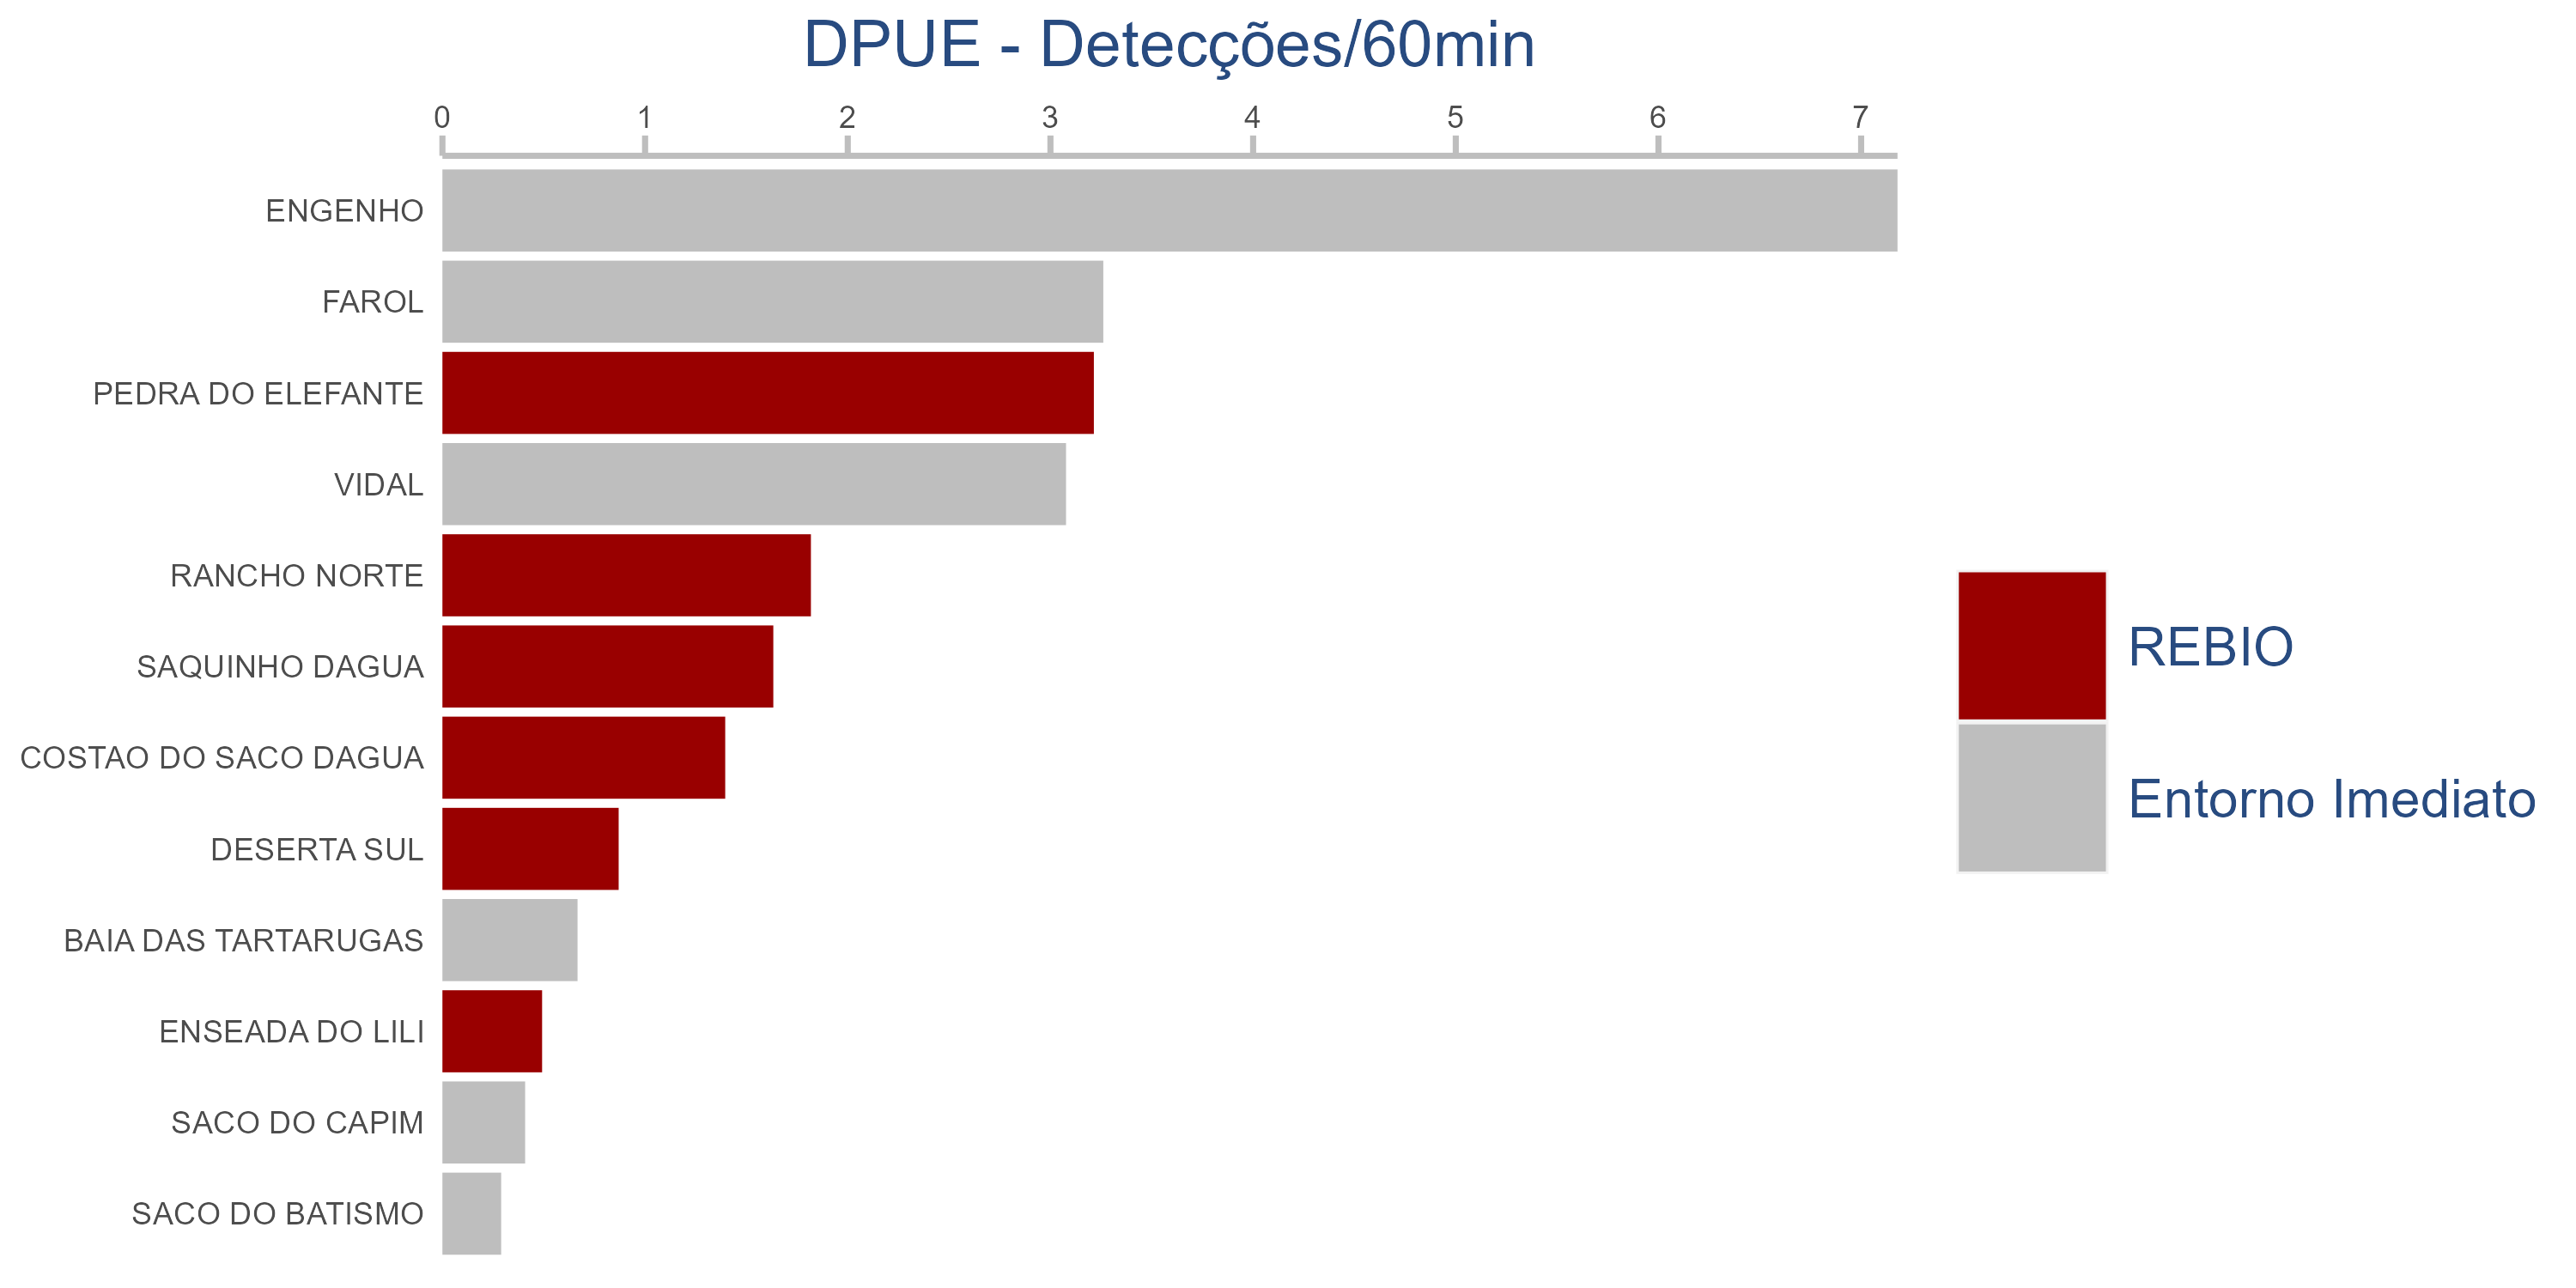 DPUE - Detecções/60min
0 1 2 3 4 5 6 7
ENGENHO
FAROL
PEDRA DO ELEFANTE
VIDAL
RANCHO NORTE
SAQUINHO DAGUA
COSTAO DO SACO DAGUA
DESERTA SUL
BAIA DAS TARTARUGAS
ENSEADA DO LILI
SACO DO CAPIM
SACO DO BATISMO
REBIO
Entorno Imediato